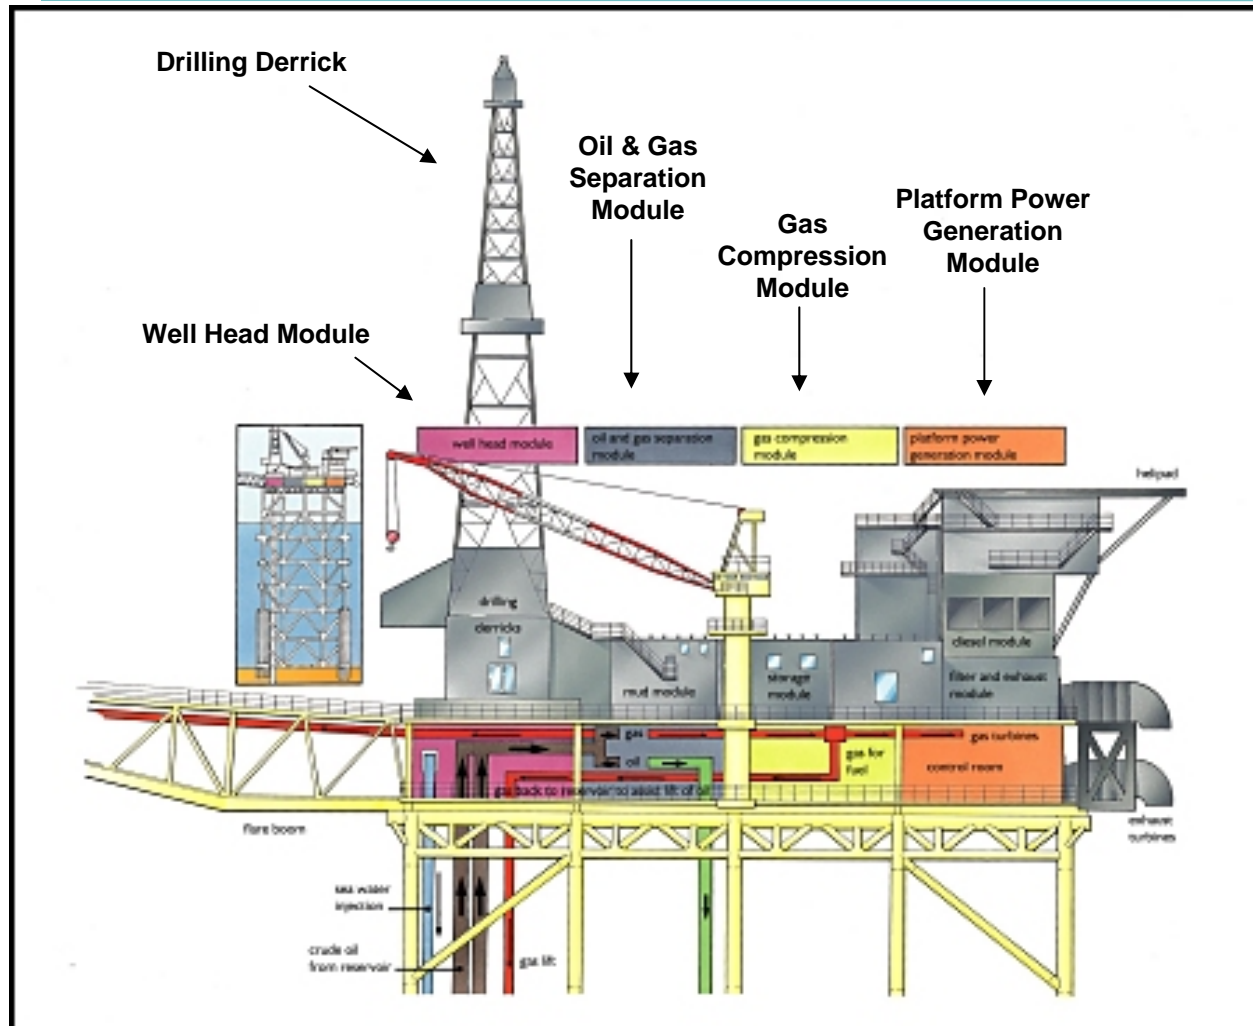 Drilling Derrick
Oil & Gas
Separation
Module
Gas
Compression
Module
Platform Power
Generation
Module
Well Head Module
well head module
oil and gas separation
module
gas compression
module
platform power
generation module
helipad
drilling
derricks
diesel module
mud module
storage
module
filter and exhaust
module
gas
gas turbines
oil
gas for
fuel
control room
gas back to reservoir to assist lift of oil
flare boom
exhaust
turbines
sea water
injection
crude oil
from reservoir
gas lift